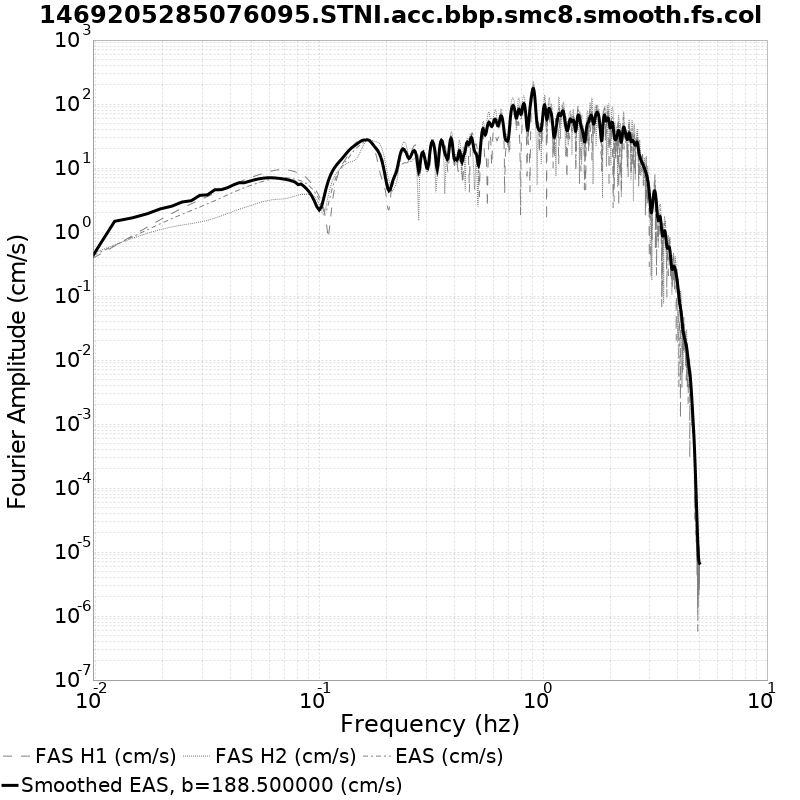 1469205285076095.STNI.acc.bbp.smc8.smooth.fs.col
10^3
10^2
10^1
10^0
10^-1
10^-2
10^-3
10^-4
10^-5
10^-6
10^-7
Fourier Amplitude (cm/s)
10^-2 10^-1 10^0 10^1
Frequency (hz)
FAS H1 (cm/s) FAS H2 (cm/s) EAS (cm/s)
Smoothed EAS, b=188.500000 (cm/s)